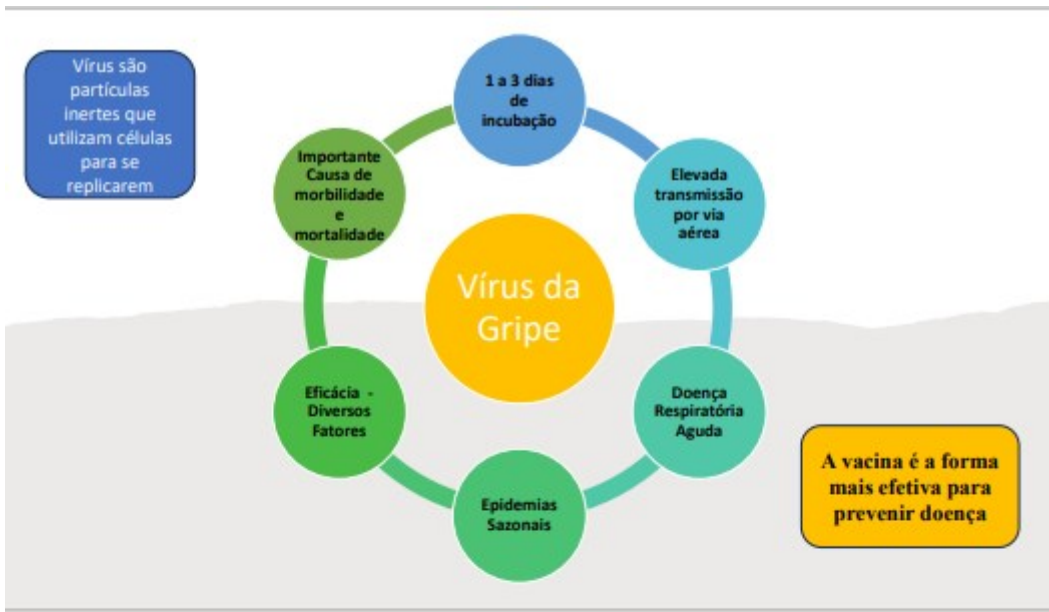 Vírus são
partículas
inertes que
utilizam células
para se
replicarem
1 a 3 dias
de
incubação
Elevada
transmissão
por via
aérea
Doença
Respiratória
Aguda
Epidemias
Sazonais
Eficácia -
Diversos
Fatores
Importante
Causa de
morbilidade
e
mortalidade
Vírus da
Gripe
A vacina é a forma
mais efetiva para
prevenir doença